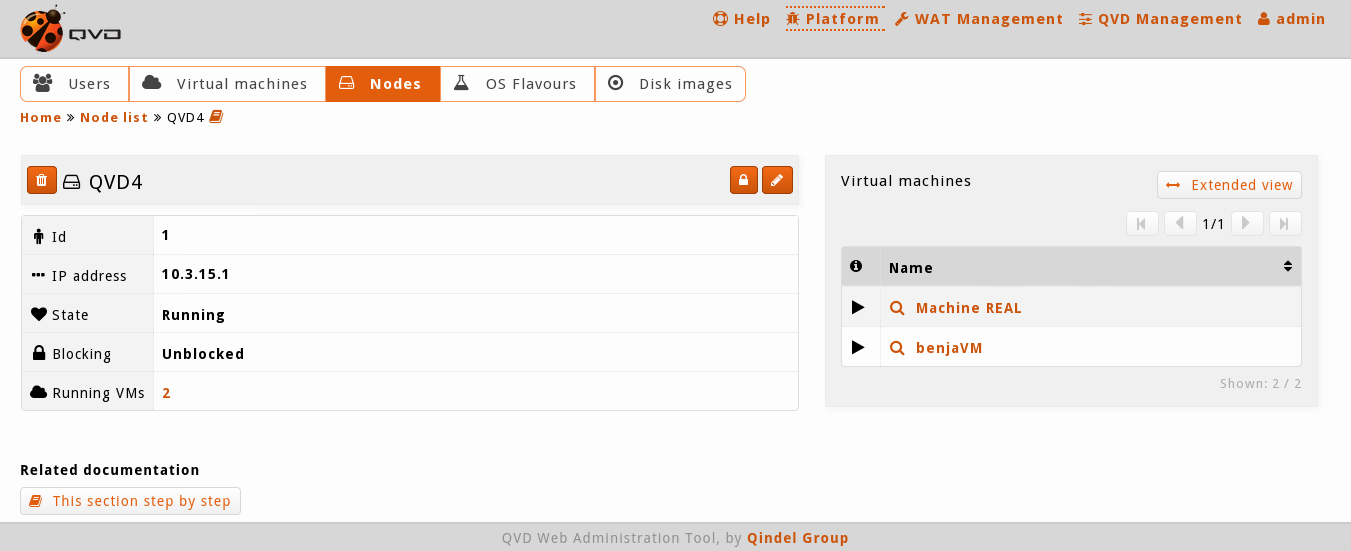 QVD
Help Platform WAT Management QVD Management admin
Users Virtual machines Nodes OS Flavours Disk images
Home » Node list » QVD4
QVD4
Id 1
IP address 10.3.15.1
State Running
Blocking Unblocked
Running VMs 2
Virtual machines
Extended view
1/1
Name
Machine REAL
benjaVM
Shown: 2 / 2
Related documentation
This section step by step
QVD Web Administration Tool, by Qindel Group